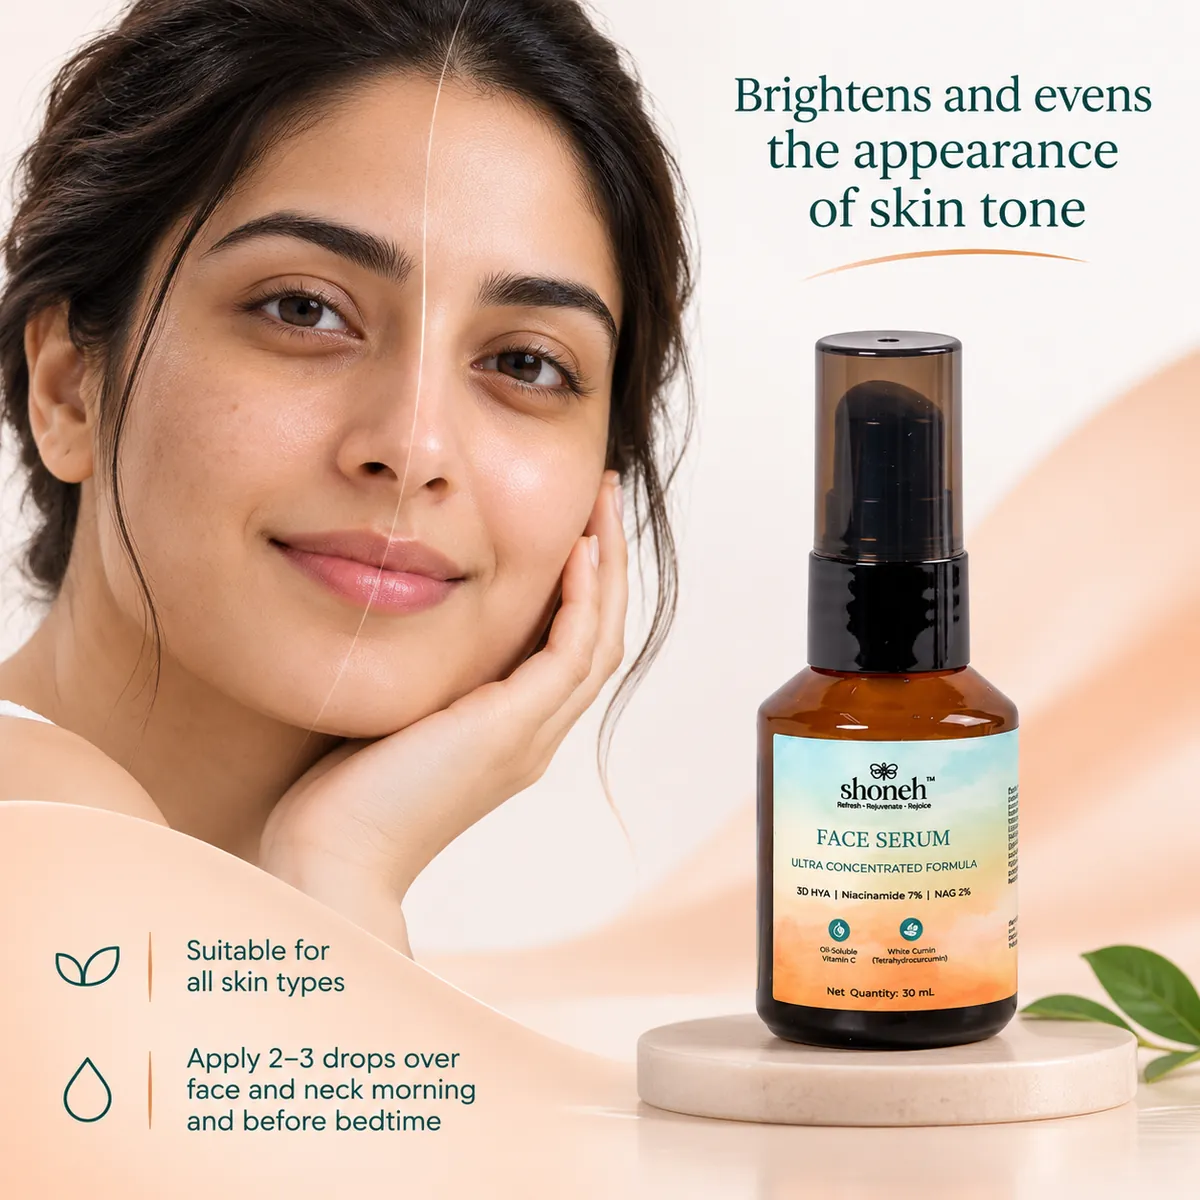 Brightens and evens
the appearance
of skin tone
shoneh™
Refresh - Rejuvenate - Rejoice
FACE SERUM
ULTRA CONCENTRATED FORMULA
3D HYA | Niacinamide 7% | NAG 2%
Oil-Soluble
Vitamin C
White Cumin
(Tetrahydrocurcumin)
Net Quantity: 30 mL
Suitable for
all skin types
Apply 2–3 drops over
face and neck morning
and before bedtime